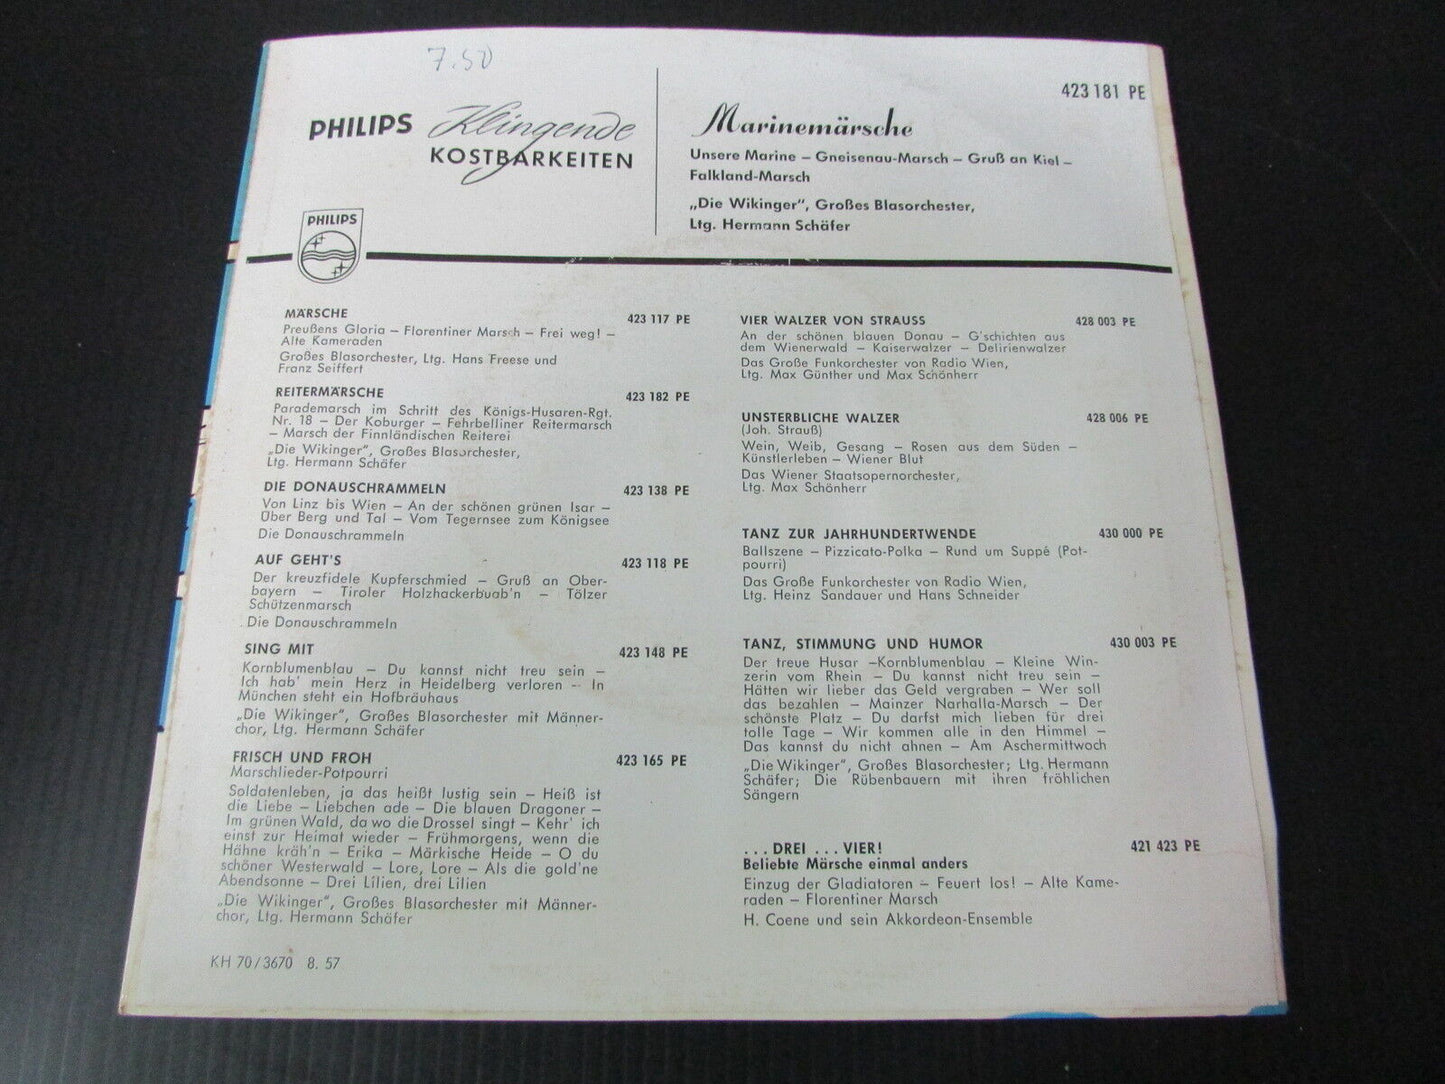 7.50
423 181 PE
PHILIPS Klingende
KOSTBARKEITEN
Marinemärsche
Unsere Marine – Gneisenau-Marsch – Gruß an Kiel –
Falkland-Marsch
„Die Wikinger“, Großes Blasorchester,
Ltg. Hermann Schäfer
PHILIPS
MÄRSCHE 423 117 PE
Preußens Gloria – Florentiner Marsch – Frei weg! –
Alte Kameraden
Großes Blasorchester, Ltg. Hans Freese und
Franz Seiffert
REITERMÄRSCHE 423 182 PE
Parademarsch im Schritt des Königs-Husaren-Rgt.
Nr. 18 – Der Koburger – Fehrbelliner Reitermarsch
– Marsch der Finnländischen Reiterei
„Die Wikinger“, Großes Blasorchester,
Ltg. Hermann Schäfer
DIE DONAUSCHRAMMELN 423 138 PE
Von Linz bis Wien – An der schönen grünen Isar –
Über Berg und Tal – Vom Tegernsee zum Königsee
Die Donauschrammeln
AUF GEHT'S 423 118 PE
Der kreuzfidele Kupferschmied – Gruß an Ober-
bayern – Tiroler Holzhackerbuab'n – Tölzer
Schützenmarsch
Die Donauschrammeln
SING MIT 423 148 PE
Kornblumenblau – Du kannst nicht treu sein –
Ich hab' mein Herz in Heidelberg verloren – In
München steht ein Hofbräuhaus
„Die Wikinger“, Großes Blasorchester mit Männer-
chor, Ltg. Hermann Schäfer
FRISCH UND FROH 423 165 PE
Marschlieder-Potpourri
Soldatenleben, ja das heißt lustig sein – Heiß ist
die Liebe – Liebchen ade – Die blauen Dragoner –
Im grünen Wald, da wo die Drossel singt – Kehr' ich
einst zur Heimat wieder – Frühmorgens, wenn die
Hähne kräh'n – Erika – Märkische Heide – O du
schöner Westerwald – Lore, Lore – Als die gold'ne
Abendsonne – Drei Lilien, drei Lilien
„Die Wikinger“, Großes Blasorchester mit Männer-
chor, Ltg. Hermann Schäfer
KH 70/3670 8. 57
VIER WALZER VON STRAUSS 428 003 PE
An der schönen blauen Donau – G'schichten aus
dem Wienerwald – Kaiserwalzer – Delirienwalzer
Das Große Funkorchester von Radio Wien,
Ltg. Max Günther und Max Schönherr
UNSTERBLICHE WALZER 428 006 PE
(Joh. Strauß)
Wein, Weib, Gesang – Rosen aus dem Süden –
Künstlerleben – Wiener Blut
Das Wiener Staatsopernorchester,
Ltg. Max Schönherr
TANZ ZUR JAHRHUNDERTWENDE 430 000 PE
Ballszene – Pizzicato-Polka – Rund um Suppé (Pot-
pourri)
Das Große Funkorchester von Radio Wien,
Ltg. Heinz Sandauer und Hans Schneider
TANZ, STIMMUNG UND HUMOR 430 003 PE
Der treue Husar –Kornblumenblau – Kleine Win-
zerin vom Rhein – Du kannst nicht treu sein –
Hätten wir lieber das Geld vergraben – Wer soll
das bezahlen – Mainzer Narhalla-Marsch – Der
schönste Platz – Du darfst mich lieben für drei
tolle Tage – Wir kommen alle in den Himmel –
Das kannst du nicht ahnen – Am Aschermittwoch
„Die Wikinger“, Großes Blasorchester; Ltg. Hermann
Schäfer; Die Rübenbauern mit ihren fröhlichen
Sängern
... DREI ... VIER! 421 423 PE
Beliebte Märsche einmal anders
Einzug der Gladiatoren – Feuert los! – Alte Kame-
raden – Florentiner Marsch
H. Coene und sein Akkordeon-Ensemble